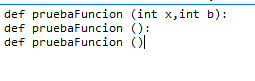 def pruebaFuncion (int x,int b):
def pruebaFuncion ():
def pruebaFuncion ()